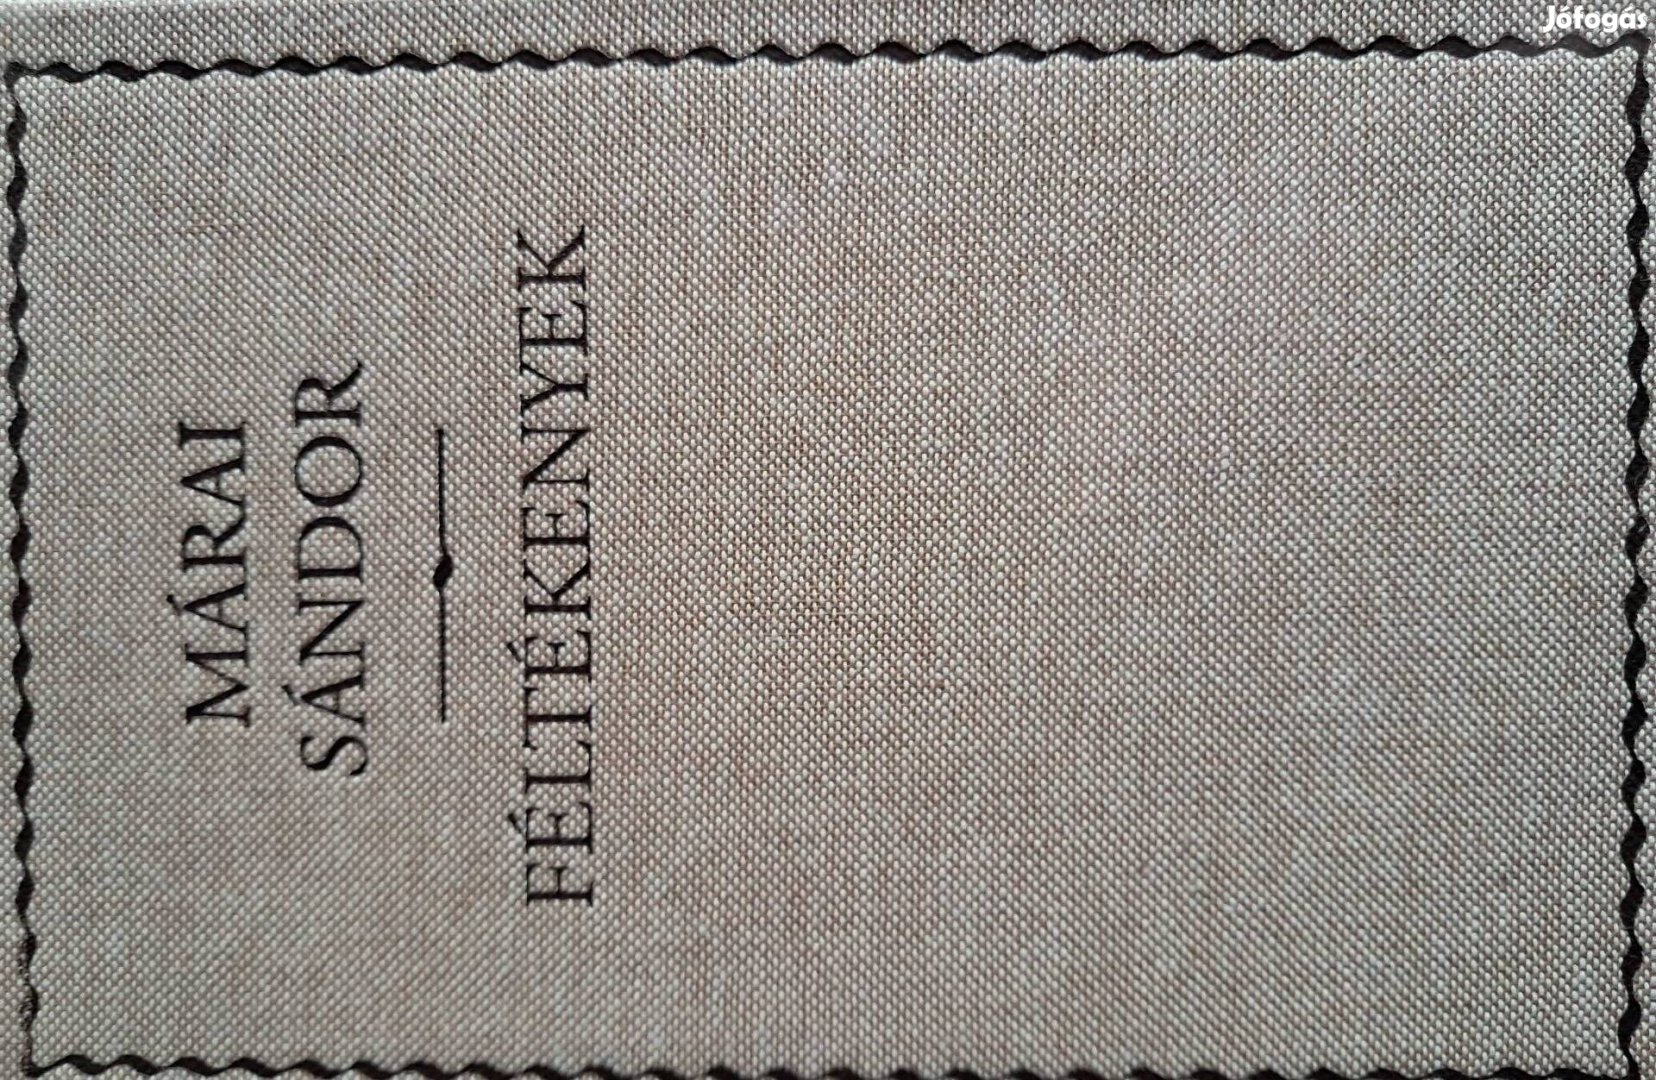 Jófogás
MÁRAI
SÁNDOR
FÉLTÉKENYEK